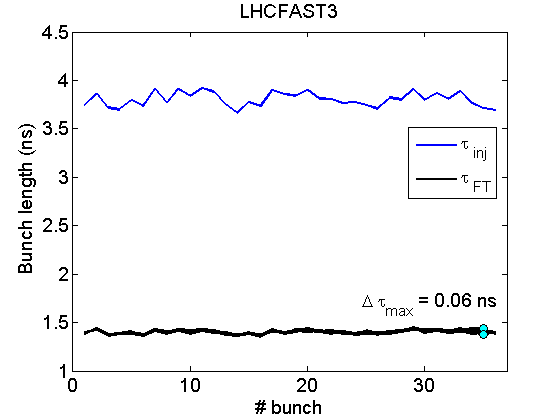 LHCFAST3
4.5
4
3.5
3
2.5
2
1.5
1
Bunch length (ns)
τ inj
τ FT
Δ τmax = 0.06 ns
0 10 20 30
# bunch